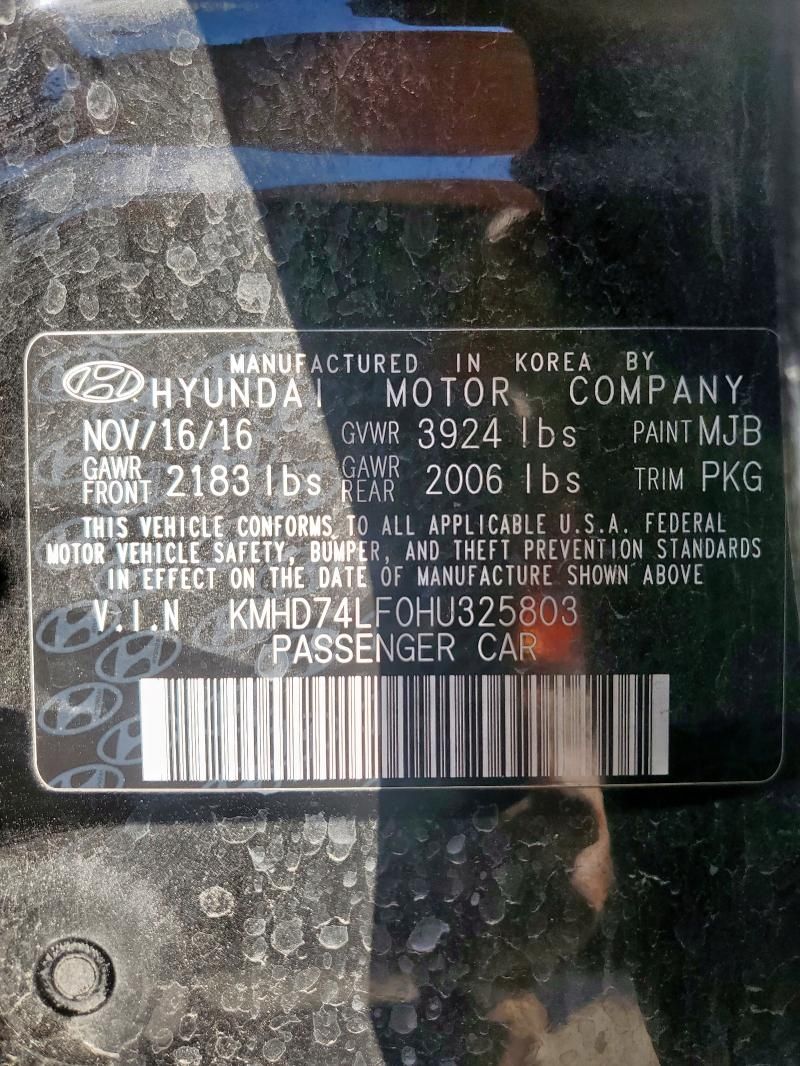 MANUFACTURED IN KOREA BY
HYUNDAI MOTOR COMPANY
NOV/16/16 GVWR 3924 lbs PAINT MJB
GAWR FRONT 2183 lbs GAWR REAR 2006 lbs TRIM PKG
THIS VEHICLE CONFORMS TO ALL APPLICABLE U.S.A. FEDERAL
MOTOR VEHICLE SAFETY, BUMPER, AND THEFT PREVENTION STANDARDS
IN EFFECT ON THE DATE OF MANUFACTURE SHOWN ABOVE
V.I.N KMHD74LF0HU325803
PASSENGER CAR